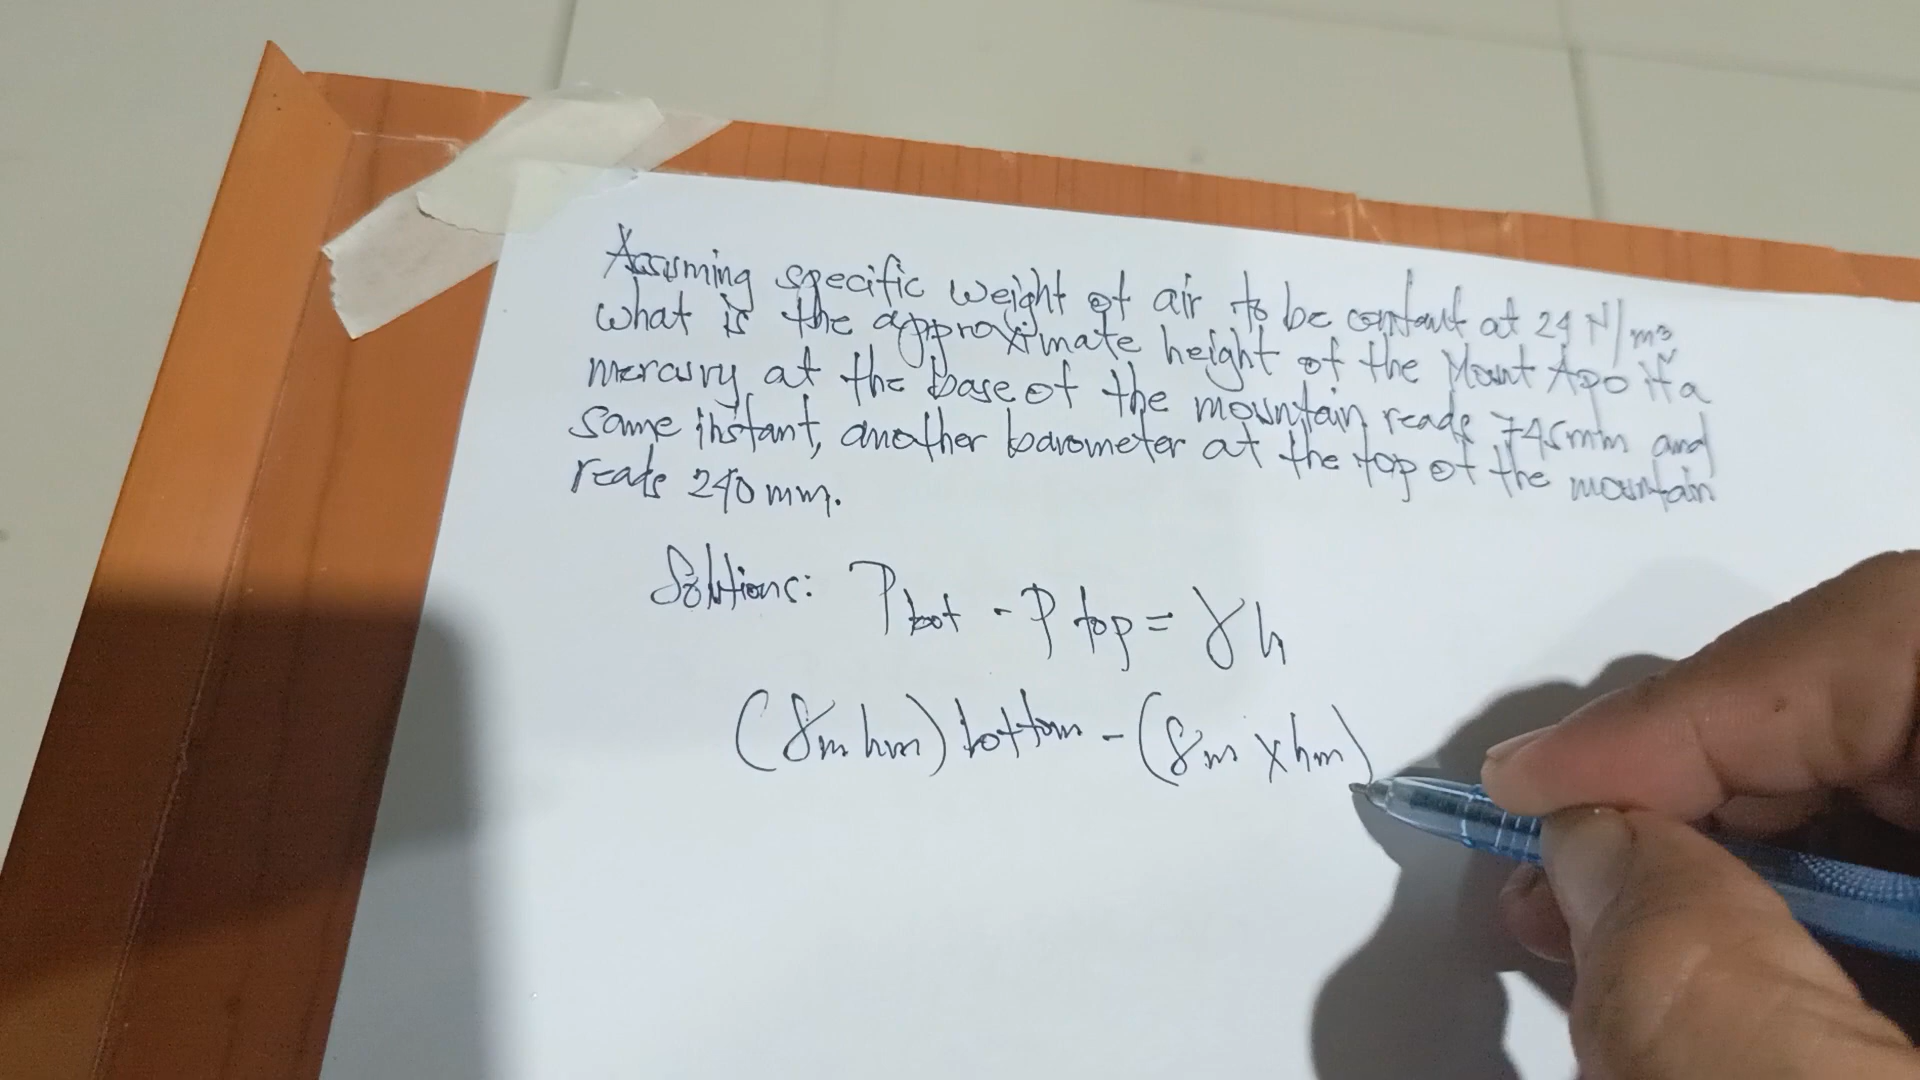 Assuming specific weight of air to be constant at 24 N/m³
what is the approximate height of the Mount Apo if a
mercury at the base of the mountain reads 745mm and
same instant, another barometer at the top of the mountain
reads 240 mm.
Solutions: Pbot - Ptop = γh
(γm hm) bottom - (γm x hm)